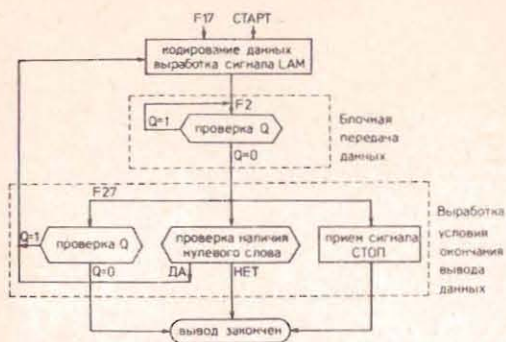 F17 СТАРТ
кодирование данных
выработка сигнала LAM
F2
Q=1
проверка Q
Q=0
Блочная
передача
данных
F27
Q=1
проверка Q
Q=0
проверка наличия
нулевого слова
ДА
НЕТ
прием сигнала
СТОП
Выработка
условия
окончания
вывода
данных
вывод закончен